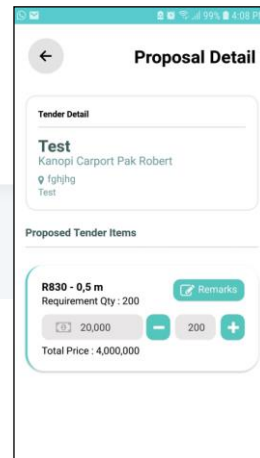 99% 4:08 PM
Proposal Detail
Tender Detail
Test
Kanopi Carport Pak Robert
fghjhg
Test
Proposed Tender Items
R830 - 0,5 m
Requirement Qty : 200
Remarks
20,000
200
Total Price : 4,000,000